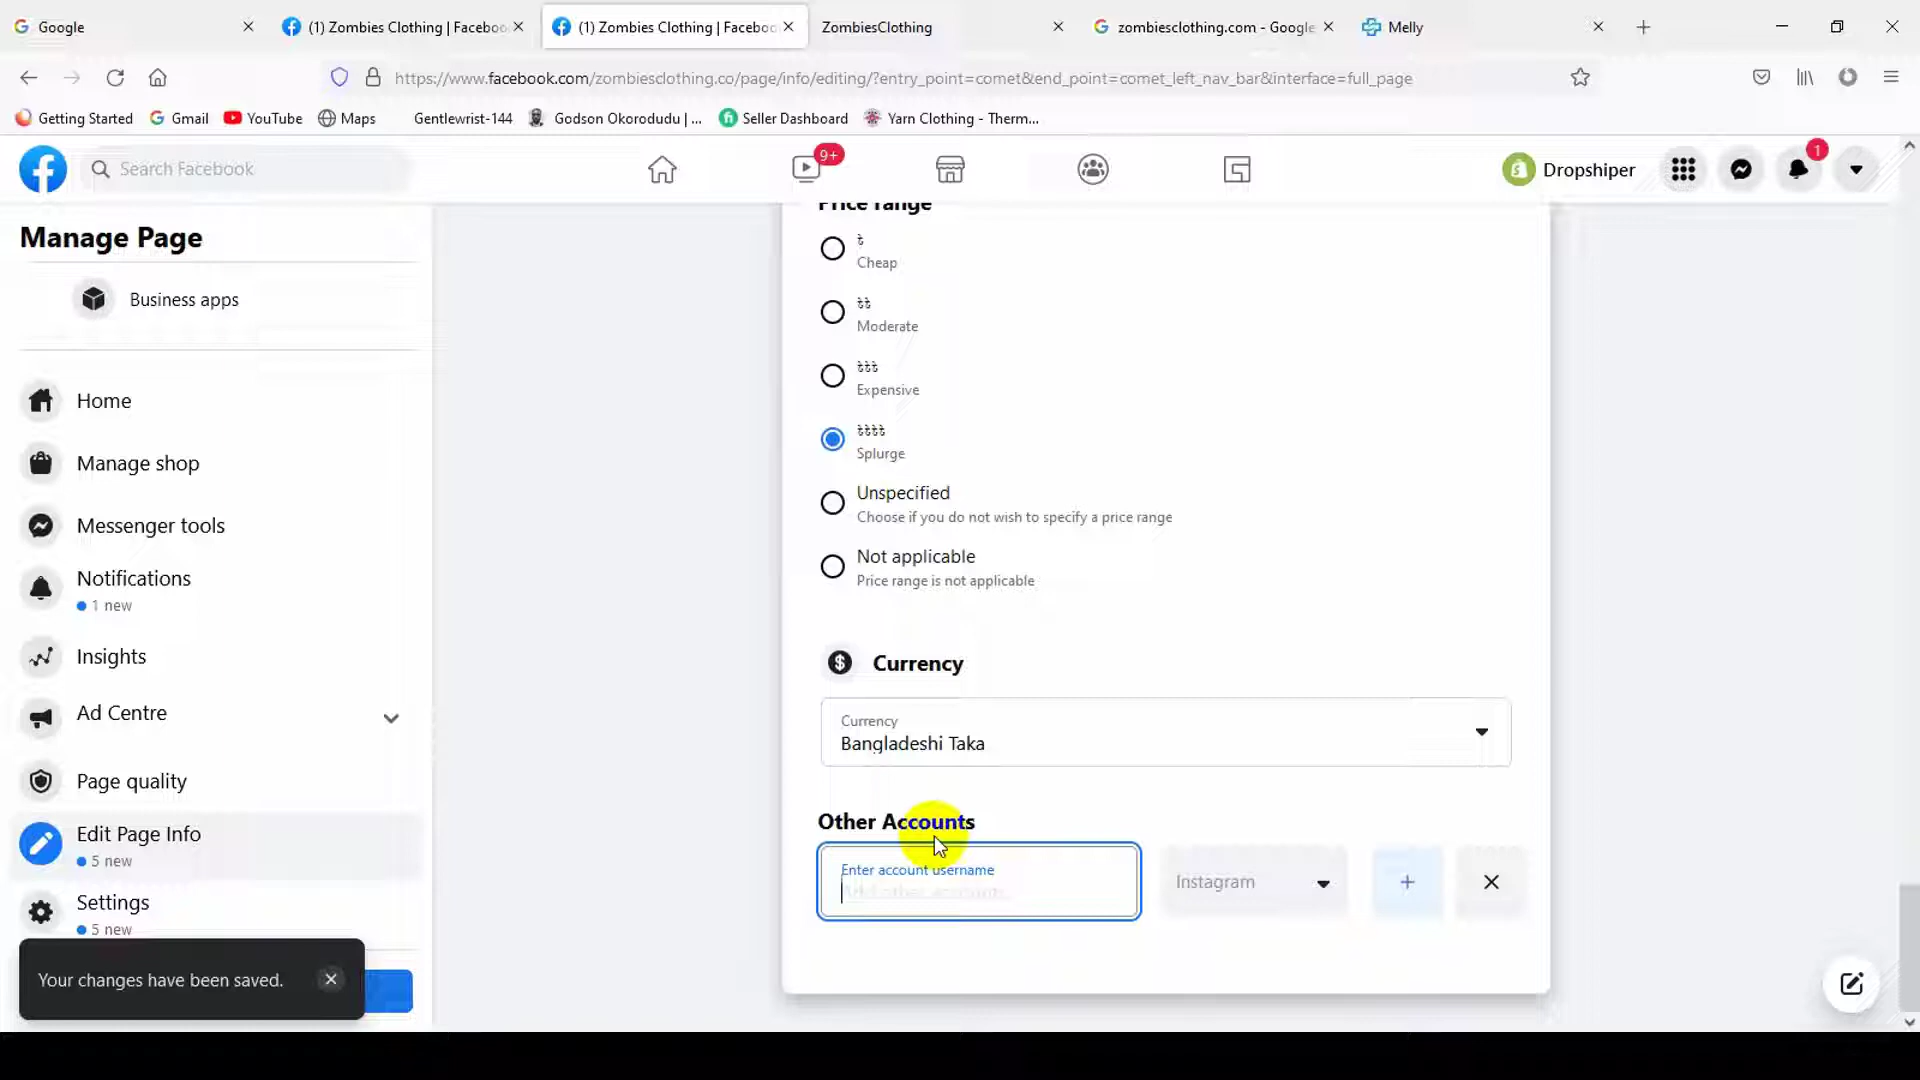 Google
(1) Zombies Clothing | Faceboo
(1) Zombies Clothing | Faceboo
ZombiesClothing
zombiesclothing.com - Google
Melly
https://www.facebook.com/zombiesclothing.co/page/info/editing/?entry_point=comet&end_point=comet_left_nav_bar&interface=full_page
Getting Started
Gmail
YouTube
Maps
Gentlewrist-144
Godson Okorodudu | ...
Seller Dashboard
Yarn Clothing - Therm...
Search Facebook
9+
Dropshiper
1
Manage Page
Business apps
Home
Manage shop
Messenger tools
Notifications
1 new
Insights
Ad Centre
Page quality
Edit Page Info
5 new
Settings
5 new
Your changes have been saved.
Price range
৳
Cheap
৳৳
Moderate
৳৳৳
Expensive
৳৳৳৳
Splurge
Unspecified
Choose if you do not wish to specify a price range
Not applicable
Price range is not applicable
Currency
Currency
Bangladeshi Taka
Other Accounts
Enter account username
Add other accounts
Instagram